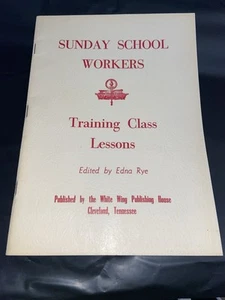 SUNDAY SCHOOL
WORKERS
Training Class
Lessons
Edited by Edna Rye
Published by the White Wing Publishing House
Cleveland, Tennessee